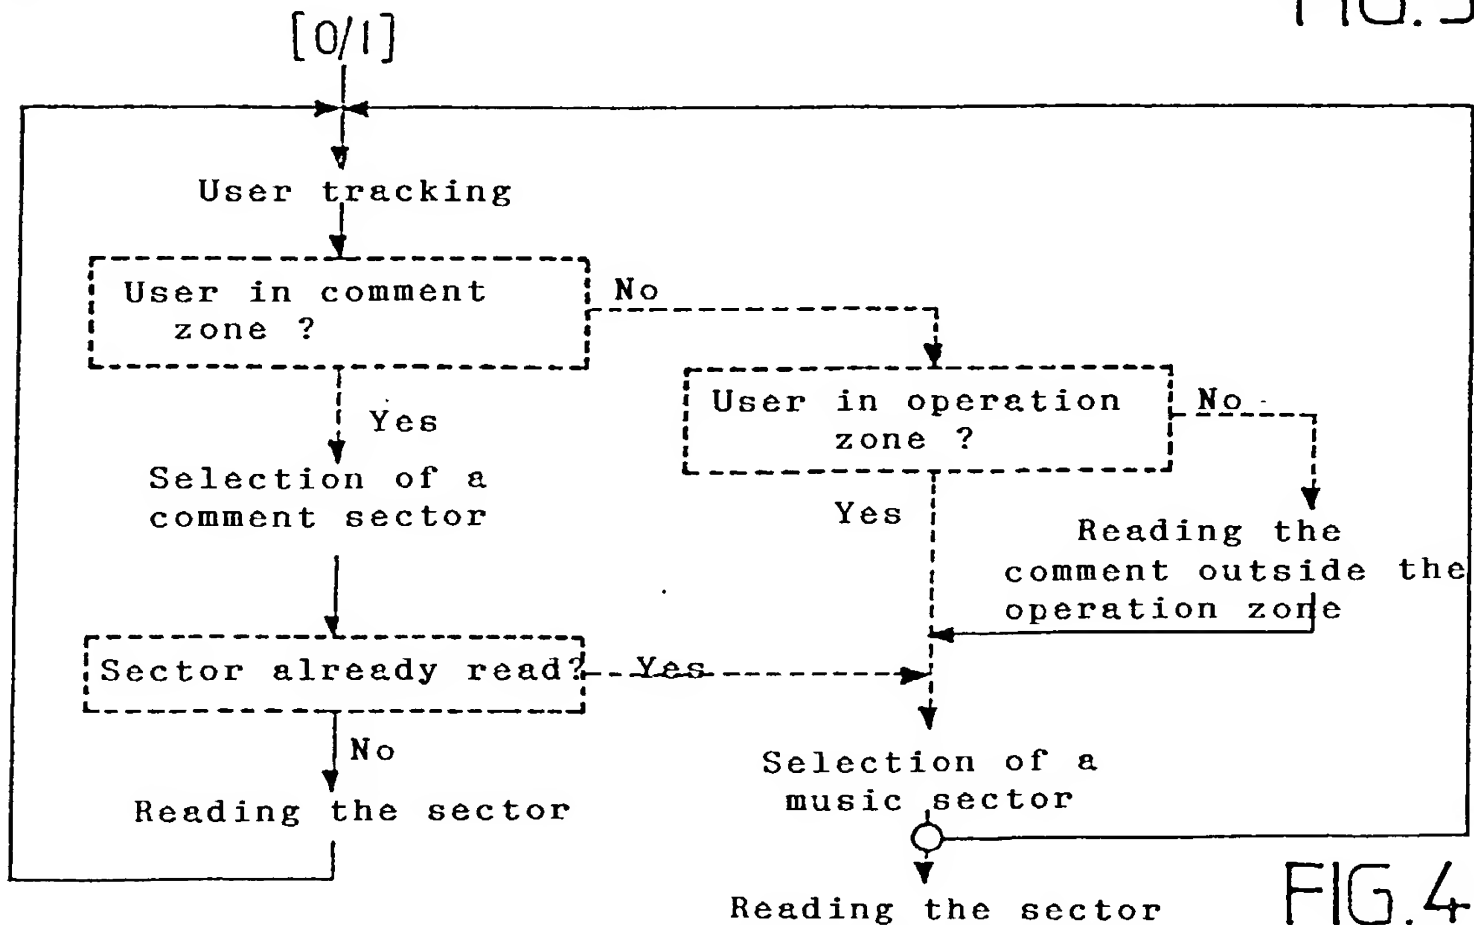 FIG. 3
[0/1]
User tracking
User in comment
zone ?
No
User in operation
zone ?
No
Yes
Selection of a
comment sector
Yes
Reading the
comment outside the
operation zone
Sector already read?
Yes
No
Selection of a
music sector
Reading the sector
Reading the sector
FIG.4